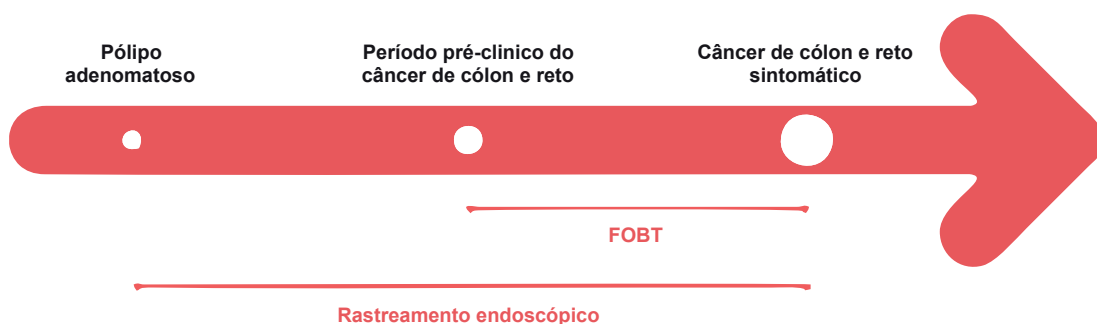 Pólipo
adenomatoso
Período pré-clinico do
câncer de cólon e reto
Câncer de cólon e reto
sintomático
FOBT
Rastreamento endoscópico